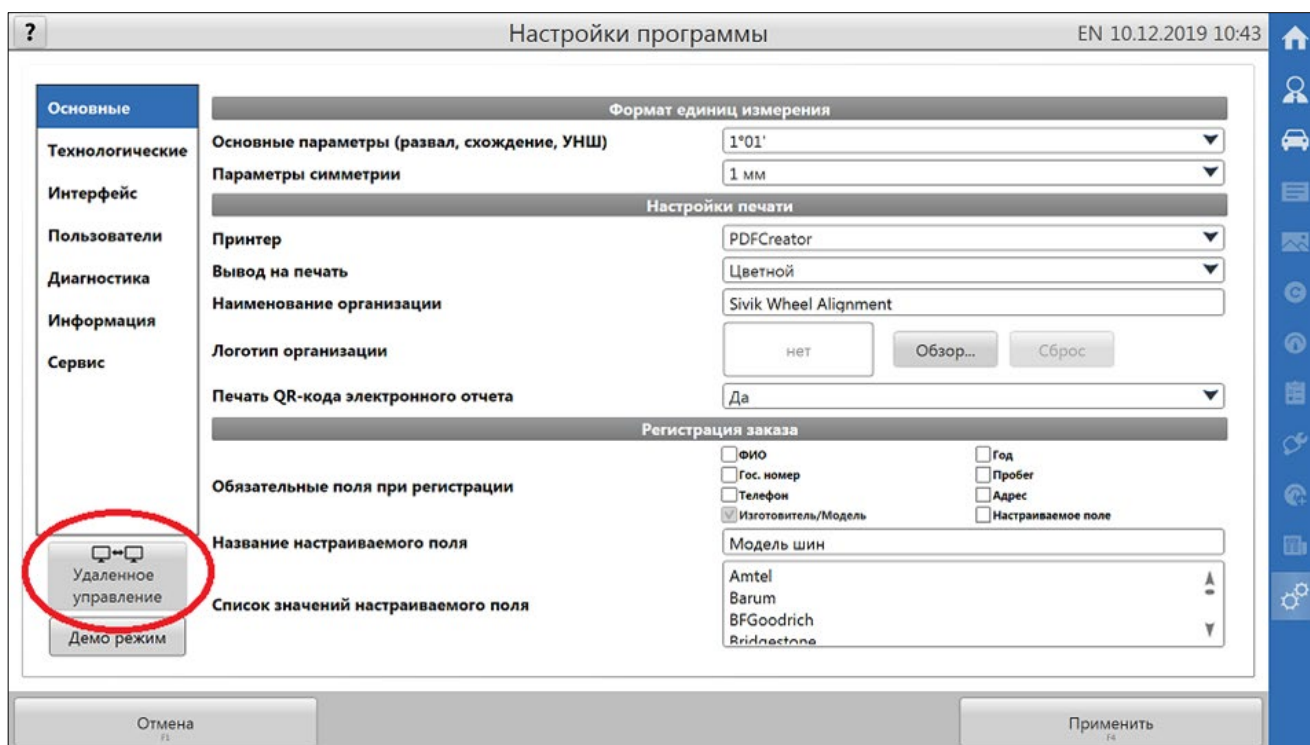 ?
Настройки программы
EN 10.12.2019 10:43
Основные
Технологические
Интерфейс
Пользователи
Диагностика
Информация
Сервис
Удаленное
управление
Демо режим
Формат единиц измерения
Основные параметры (развал, схождение, УНШ)
1°01'
Параметры симметрии
1 мм
Настройки печати
Принтер
PDFCreator
Вывод на печать
Цветной
Наименование организации
Sivik Wheel Alignment
Логотип организации
нет
Обзор...
Сброс
Печать QR-кода электронного отчета
Да
Регистрация заказа
Обязательные поля при регистрации
ФИО
Год
Гос. номер
Пробег
Телефон
Адрес
Изготовитель/Модель
Настраиваемое поле
Название настраиваемого поля
Модель шин
Список значений настраиваемого поля
Amtel
Barum
BFGoodrich
Bridgestone
Отмена
F1
Применить
F4